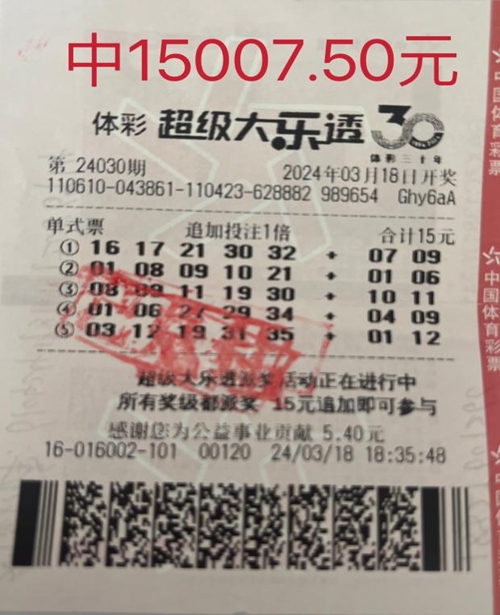 中15007.50元
体彩 超级大乐透 30
体彩三十年
第 24030期 2024年03月18日开奖
110610-043861-110423-628882 989654 Ghy6aA
单式票 追加投注1倍 合计15元
① 16 17 21 30 32 + 07 09
② 01 08 09 10 21 + 01 06
③ 08 09 11 19 30 + 10 11
④ 01 06 27 29 34 + 04 09
⑤ 03 12 19 31 35 + 01 12
超级大乐透派奖活动正在进行中
所有奖级都派奖 15元追加即可参与
感谢您为公益事业贡献 5.40元
16-016002-101 00120 24/03/18 18:35:48
中国体育彩票
中国体育彩票